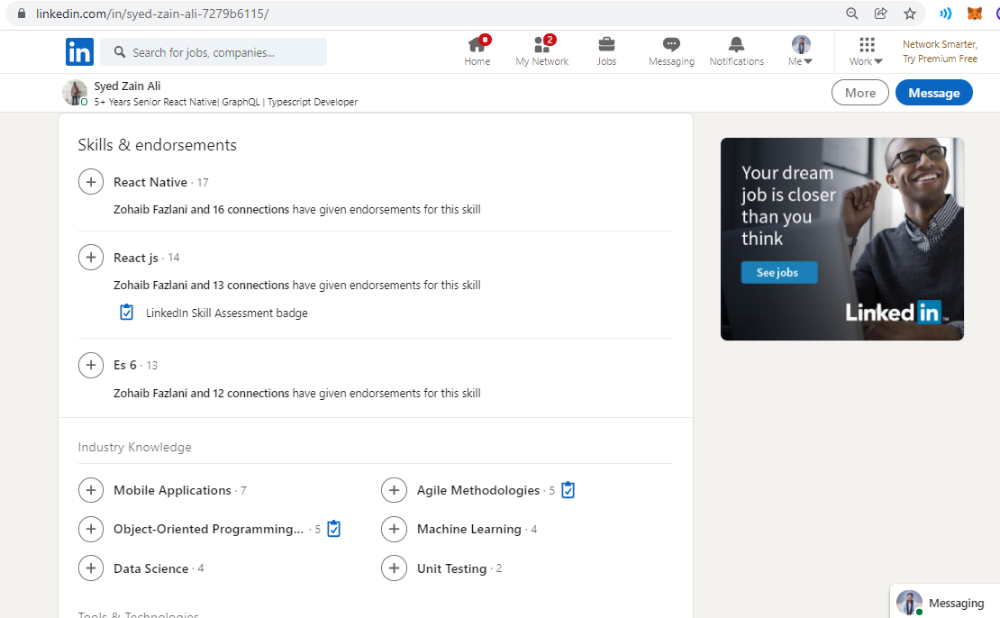 linkedin.com/in/syed-zain-ali-7279b6115/
in
Search for jobs, companies...
Home
2
My Network
Jobs
Messaging
Notifications
Me
Work
Network Smarter,
Try Premium Free
Syed Zain Ali
5+ Years Senior React Native| GraphQL | Typescript Developer
More
Message
Skills & endorsements
React Native · 17
Zohaib Fazlani and 16 connections have given endorsements for this skill
React js · 14
Zohaib Fazlani and 13 connections have given endorsements for this skill
LinkedIn Skill Assessment badge
Es 6 · 13
Zohaib Fazlani and 12 connections have given endorsements for this skill
Industry Knowledge
Mobile Applications · 7
Agile Methodologies · 5
Object-Oriented Programming... · 5
Machine Learning · 4
Data Science · 4
Unit Testing · 2
Tools & Technologies
Your dream
job is closer
than you
think
See jobs
Linked in™
Messaging